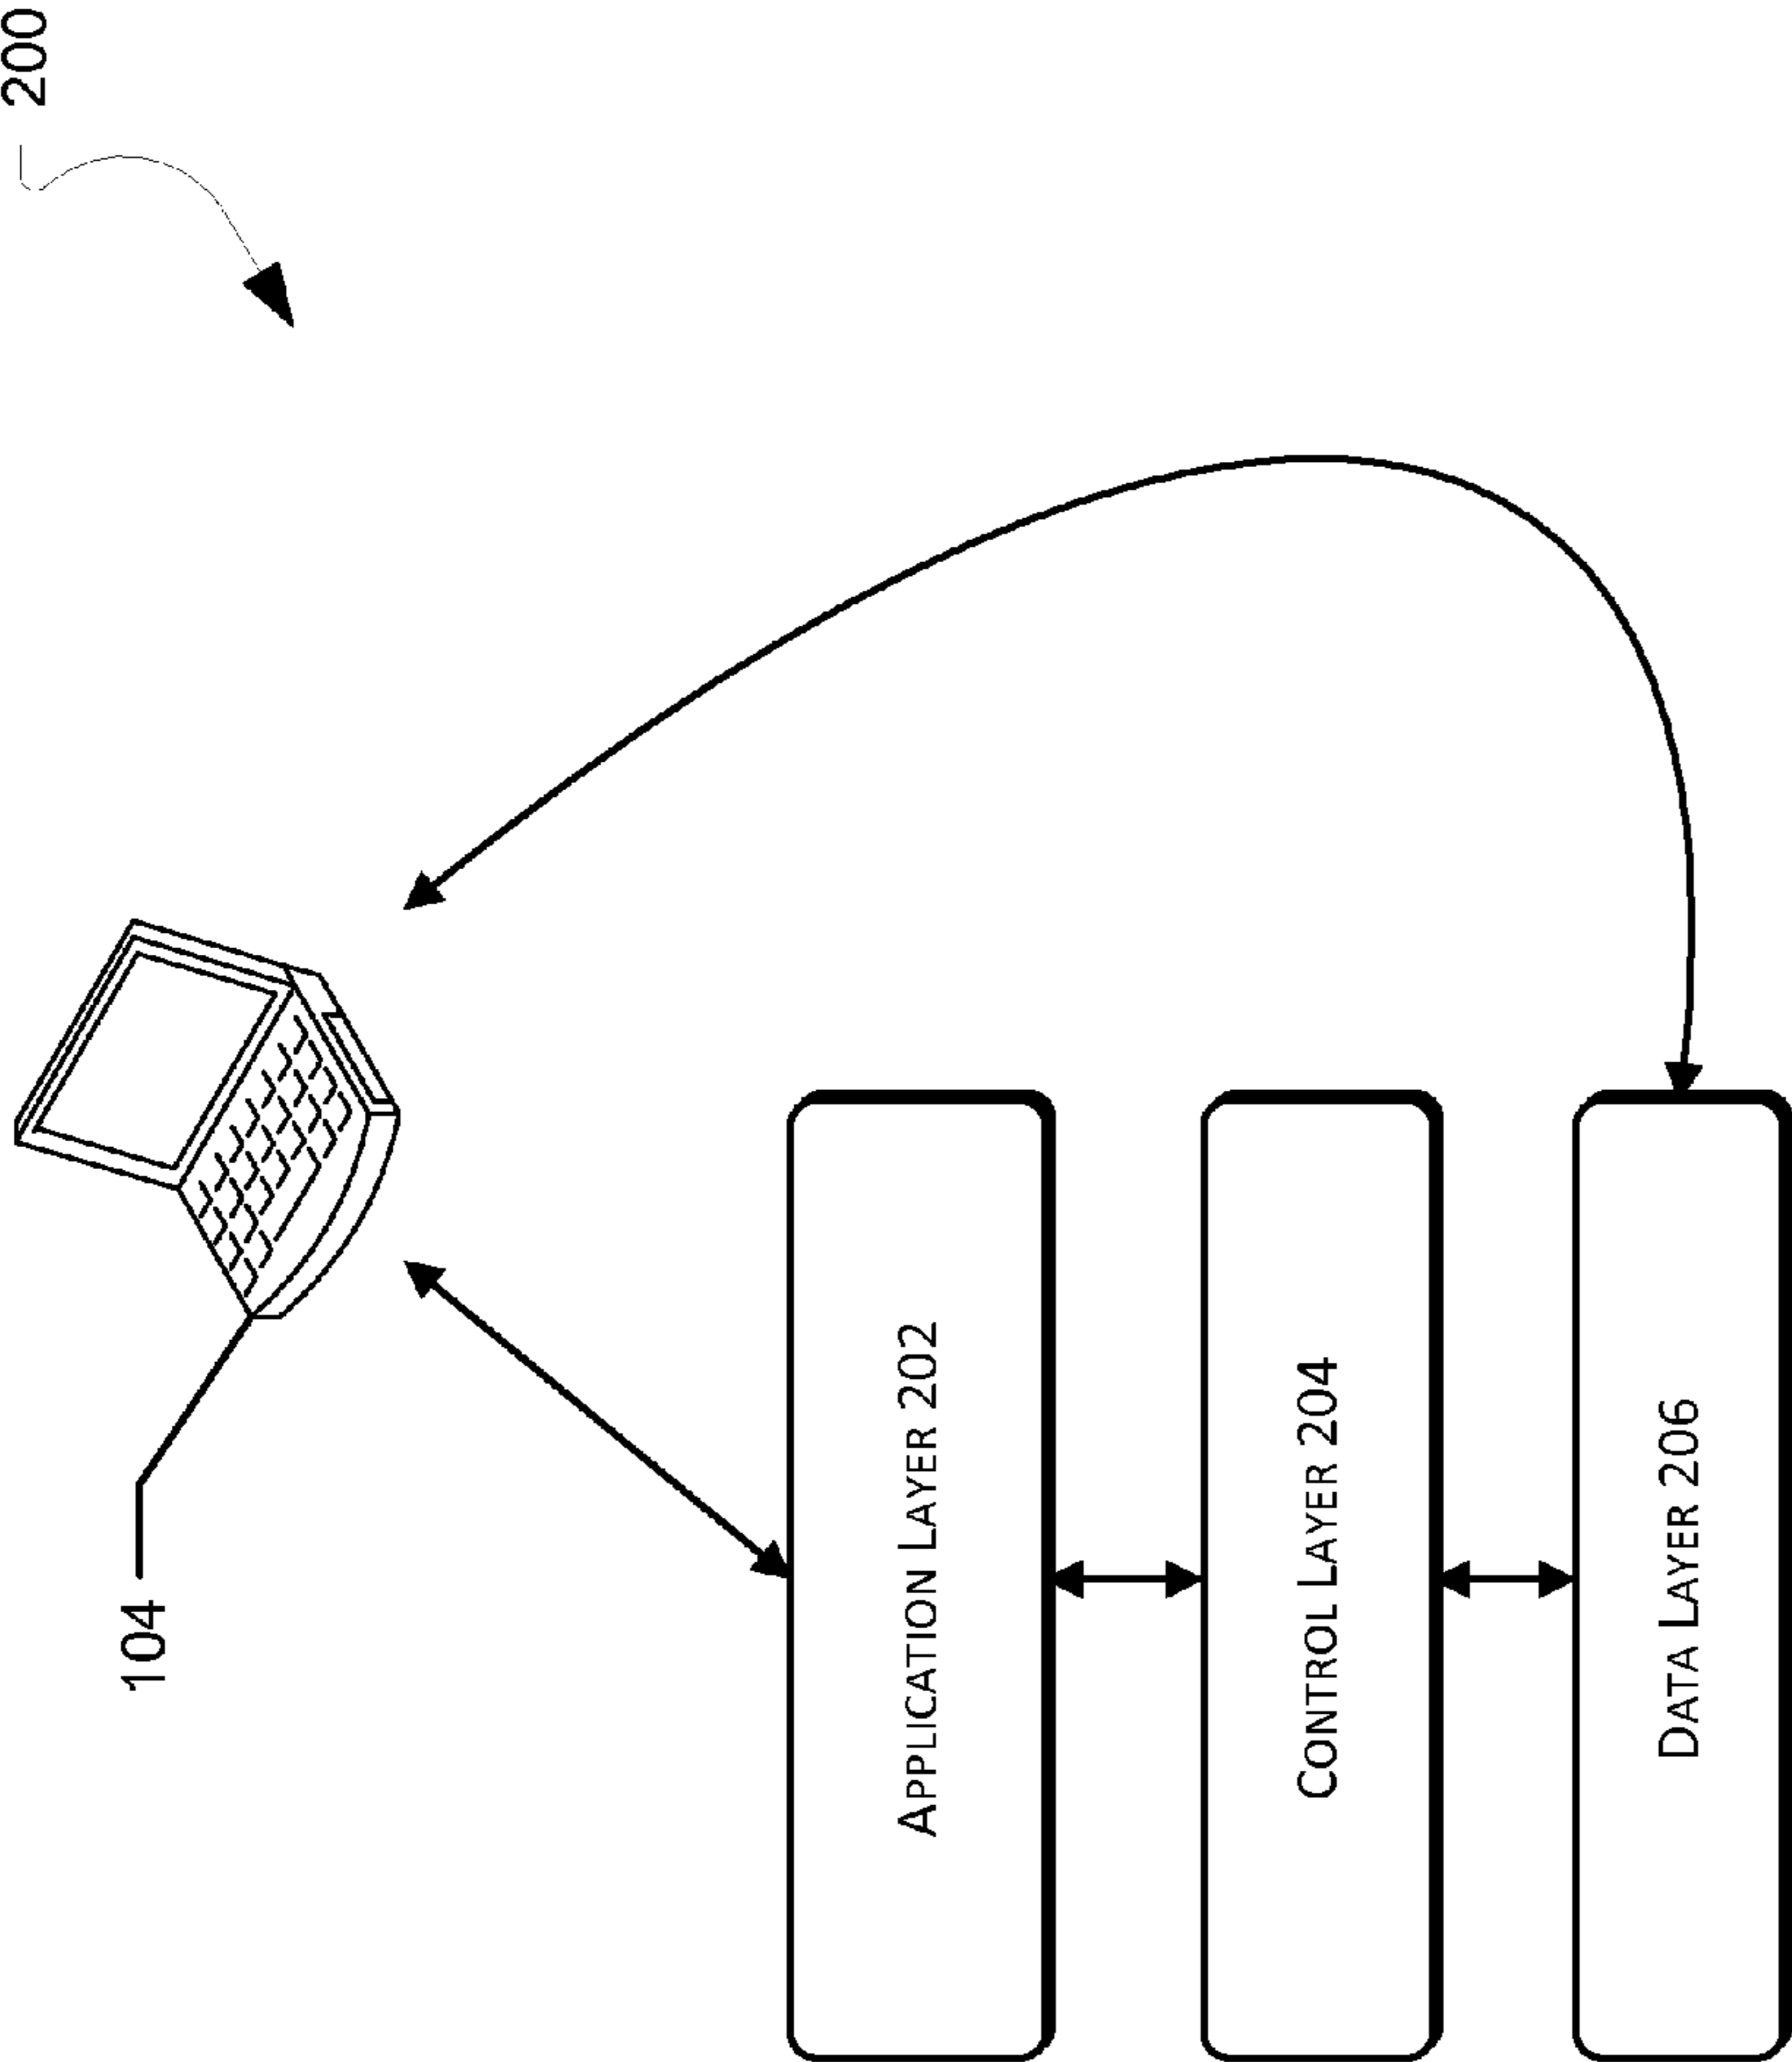 200
104
APPLICATION LAYER 202
CONTROL LAYER 204
DATA LAYER 206